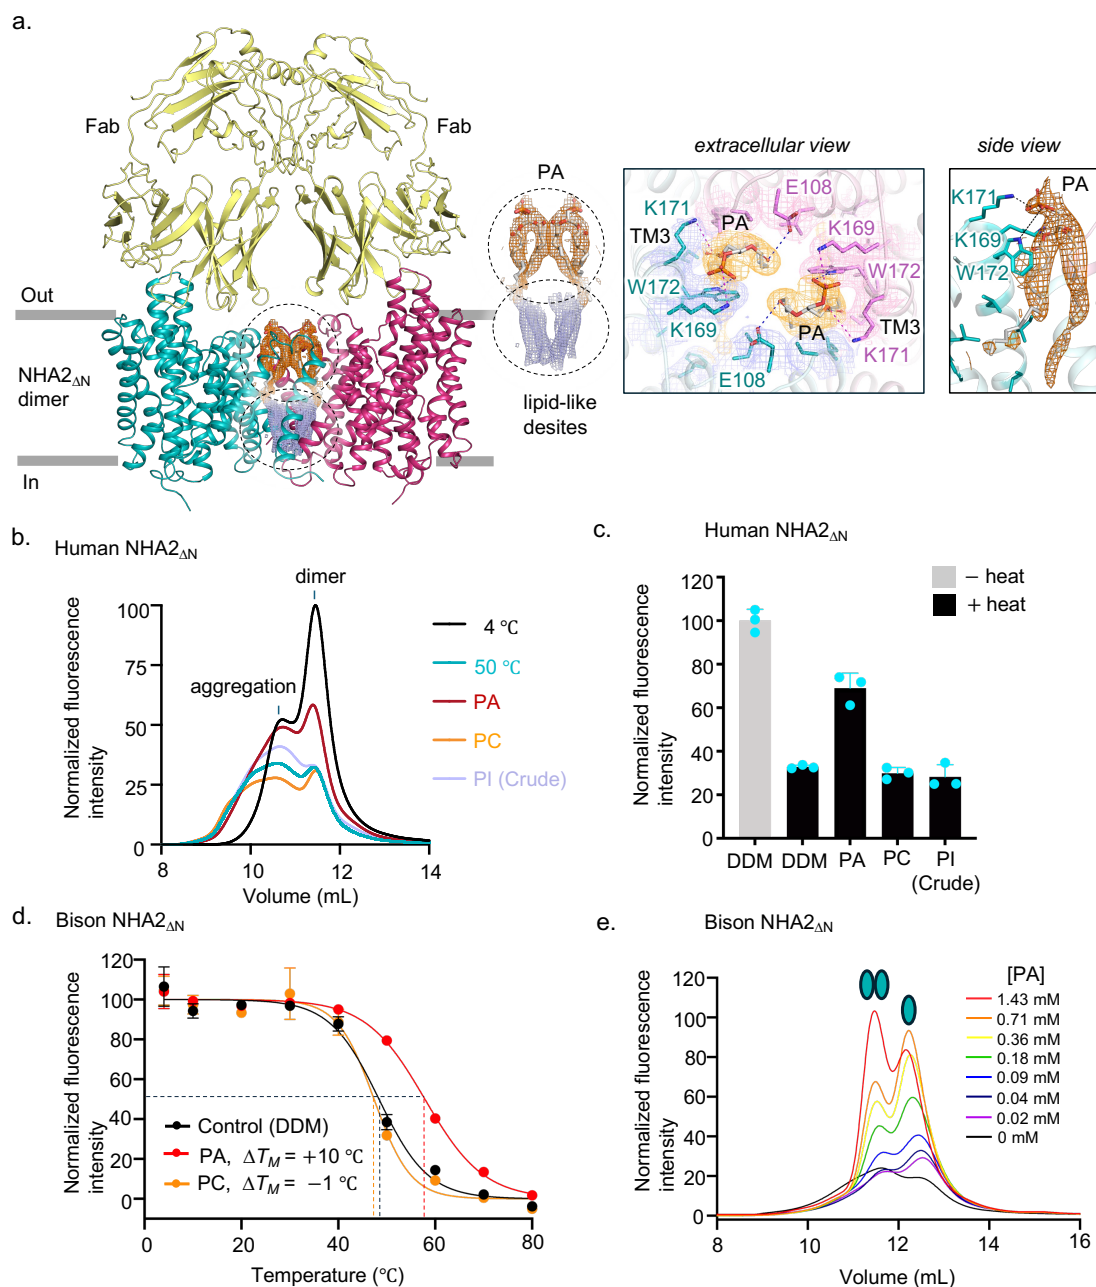 a.
Fab
Fab
Out
NHA2ΔN
dimer
In
PA
lipid-like
desites
extracellular view
E108
K171
PA
K169
TM3
W172
W172
K169
PA
TM3
K171
E108
side view
PA
K171
K169
W172
b.
Human NHA2ΔN
dimer
aggregation
Normalized fluorescence
intensity
100
75
50
25
0
8
10
12
14
Volume (mL)
4 °C
50 °C
PA
PC
PI (Crude)
c.
Human NHA2ΔN
Normalized fluorescence
intensity
120
100
80
60
40
20
0
DDM
DDM
PA
PC
PI
(Crude)
− heat
+ heat
d.
Bison NHA2ΔN
Normalized fluorescence
intensity
120
100
80
60
40
20
0
Control (DDM)
PA, ΔTM = +10 °C
PC, ΔTM = −1 °C
0
20
40
60
80
Temperature (°C)
e.
Bison NHA2ΔN
Normalized fluorescence
intensity
120
100
80
60
40
20
0
[PA]
1.43 mM
0.71 mM
0.36 mM
0.18 mM
0.09 mM
0.04 mM
0.02 mM
0 mM
8
10
12
14
16
Volume (mL)